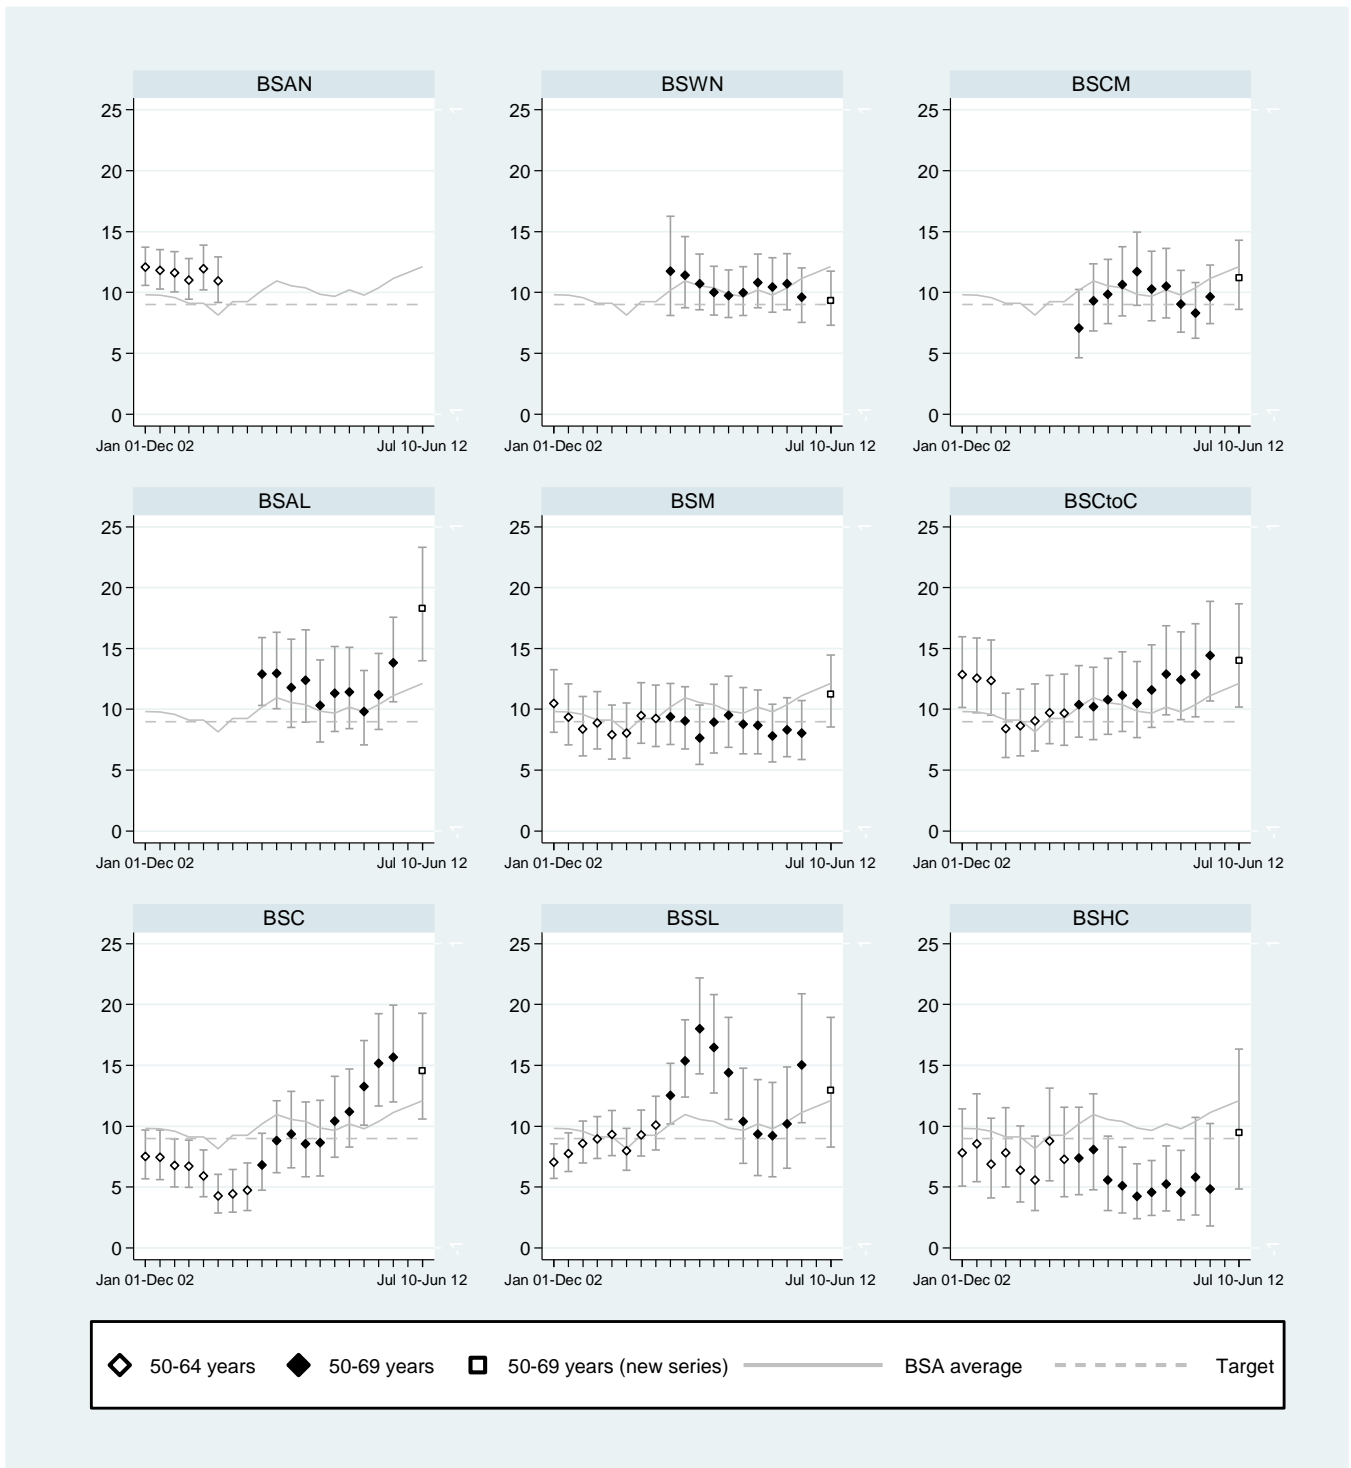 BSAN BSWN BSCM
25 25 25
20 20 20
15 15 15
10 10 10
5 5 5
0 0 0
Jan 01-Dec 02 Jul 10-Jun 12 Jan 01-Dec 02 Jul 10-Jun 12 Jan 01-Dec 02 Jul 10-Jun 12
BSAL BSM BSCtoC
25 25 25
20 20 20
15 15 15
10 10 10
5 5 5
0 0 0
Jan 01-Dec 02 Jul 10-Jun 12 Jan 01-Dec 02 Jul 10-Jun 12 Jan 01-Dec 02 Jul 10-Jun 12
BSC BSSL BSHC
25 25 25
20 20 20
15 15 15
10 10 10
5 5 5
0 0 0
Jan 01-Dec 02 Jul 10-Jun 12 Jan 01-Dec 02 Jul 10-Jun 12 Jan 01-Dec 02 Jul 10-Jun 12
50-64 years 50-69 years 50-69 years (new series) BSA average Target